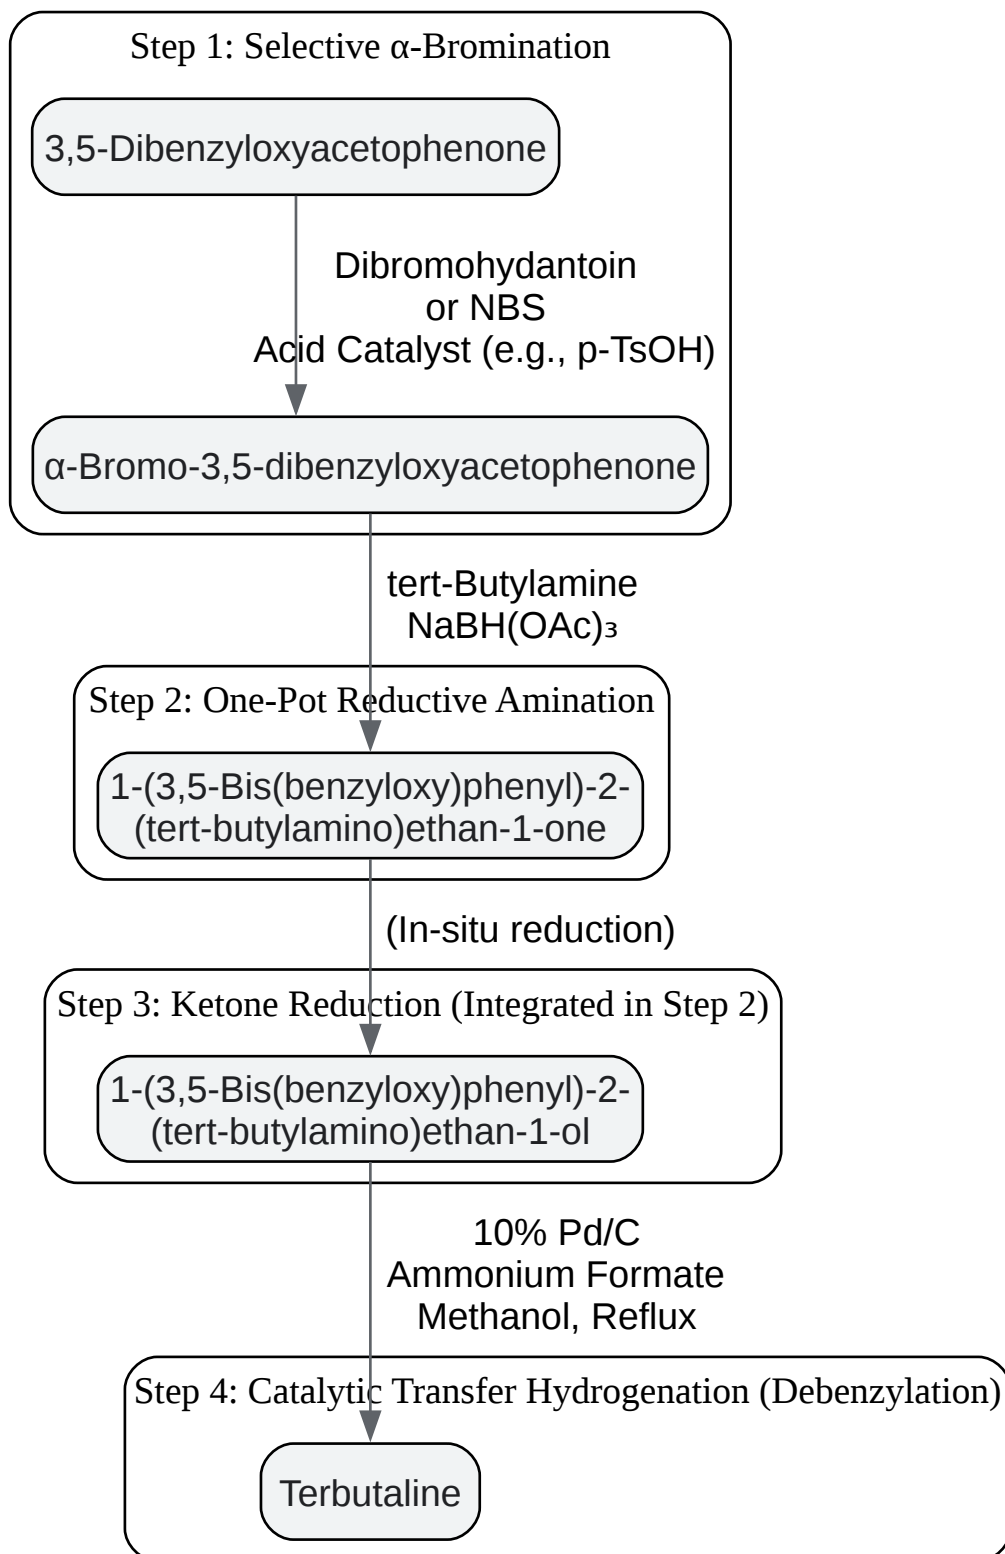 Step 1: Selective α-Bromination
3,5-Dibenzyloxyacetophenone
Dibromohydantoin
or NBS
Acid Catalyst (e.g., p-TsOH)
α-Bromo-3,5-dibenzyloxyacetophenone
tert-Butylamine
NaBH(OAc)₃
Step 2: One-Pot Reductive Amination
1-(3,5-Bis(benzyloxy)phenyl)-2-
(tert-butylamino)ethan-1-one
(In-situ reduction)
Step 3: Ketone Reduction (Integrated in Step 2)
1-(3,5-Bis(benzyloxy)phenyl)-2-
(tert-butylamino)ethan-1-ol
10% Pd/C
Ammonium Formate
Methanol, Reflux
Step 4: Catalytic Transfer Hydrogenation (Debenzylation)
Terbutaline